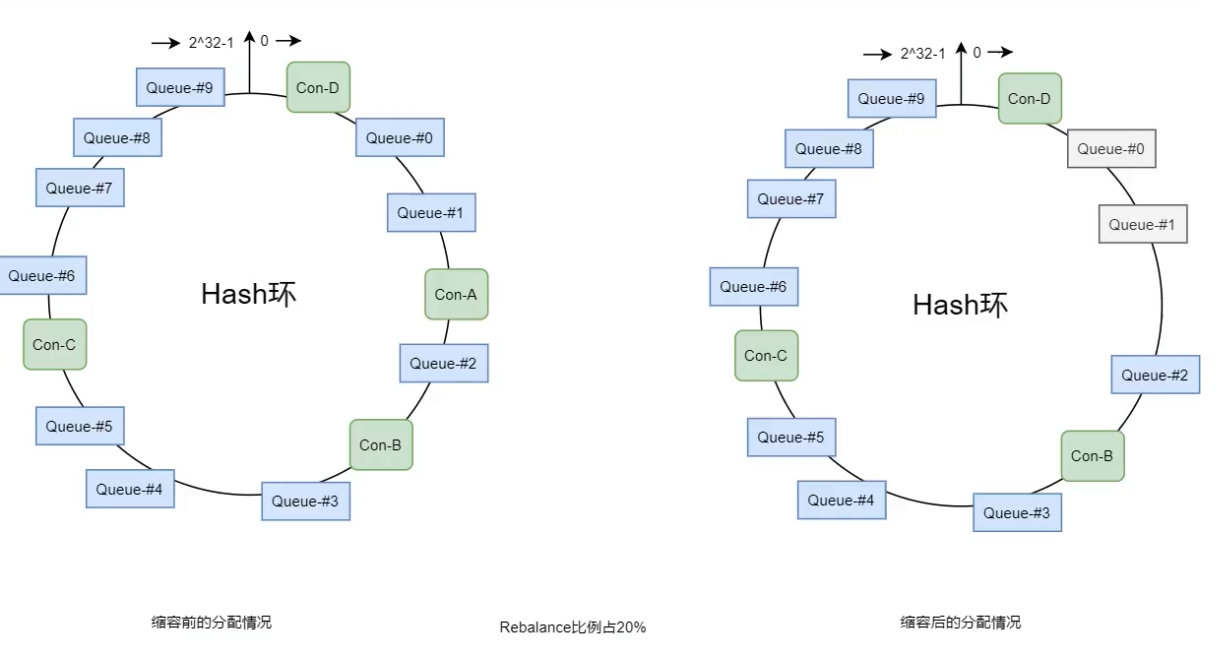 2^32-1
0
Queue-#9
Con-D
Queue-#8
Queue-#0
Queue-#7
Queue-#1
Queue-#6
Hash环
Con-A
Con-C
Queue-#2
Queue-#5
Con-B
Queue-#4
Queue-#3
缩容前的分配情况
Rebalance比例占20%
2^32-1
0
Queue-#9
Con-D
Queue-#8
Queue-#0
Queue-#7
Queue-#1
Queue-#6
Hash环
Con-C
Queue-#2
Queue-#5
Con-B
Queue-#4
Queue-#3
缩容后的分配情况